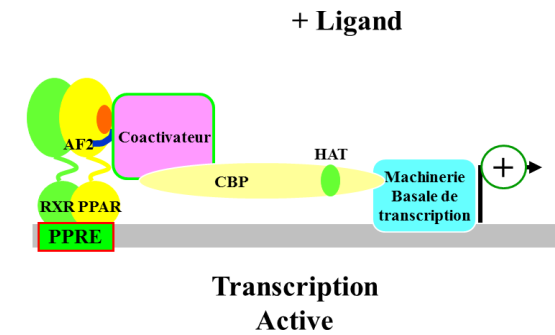 + Ligand
AF2
Coactivateur
HAT
CBP
Machinerie
Basale de
transcription
+
RXR PPAR
PPRE
Transcription
Active